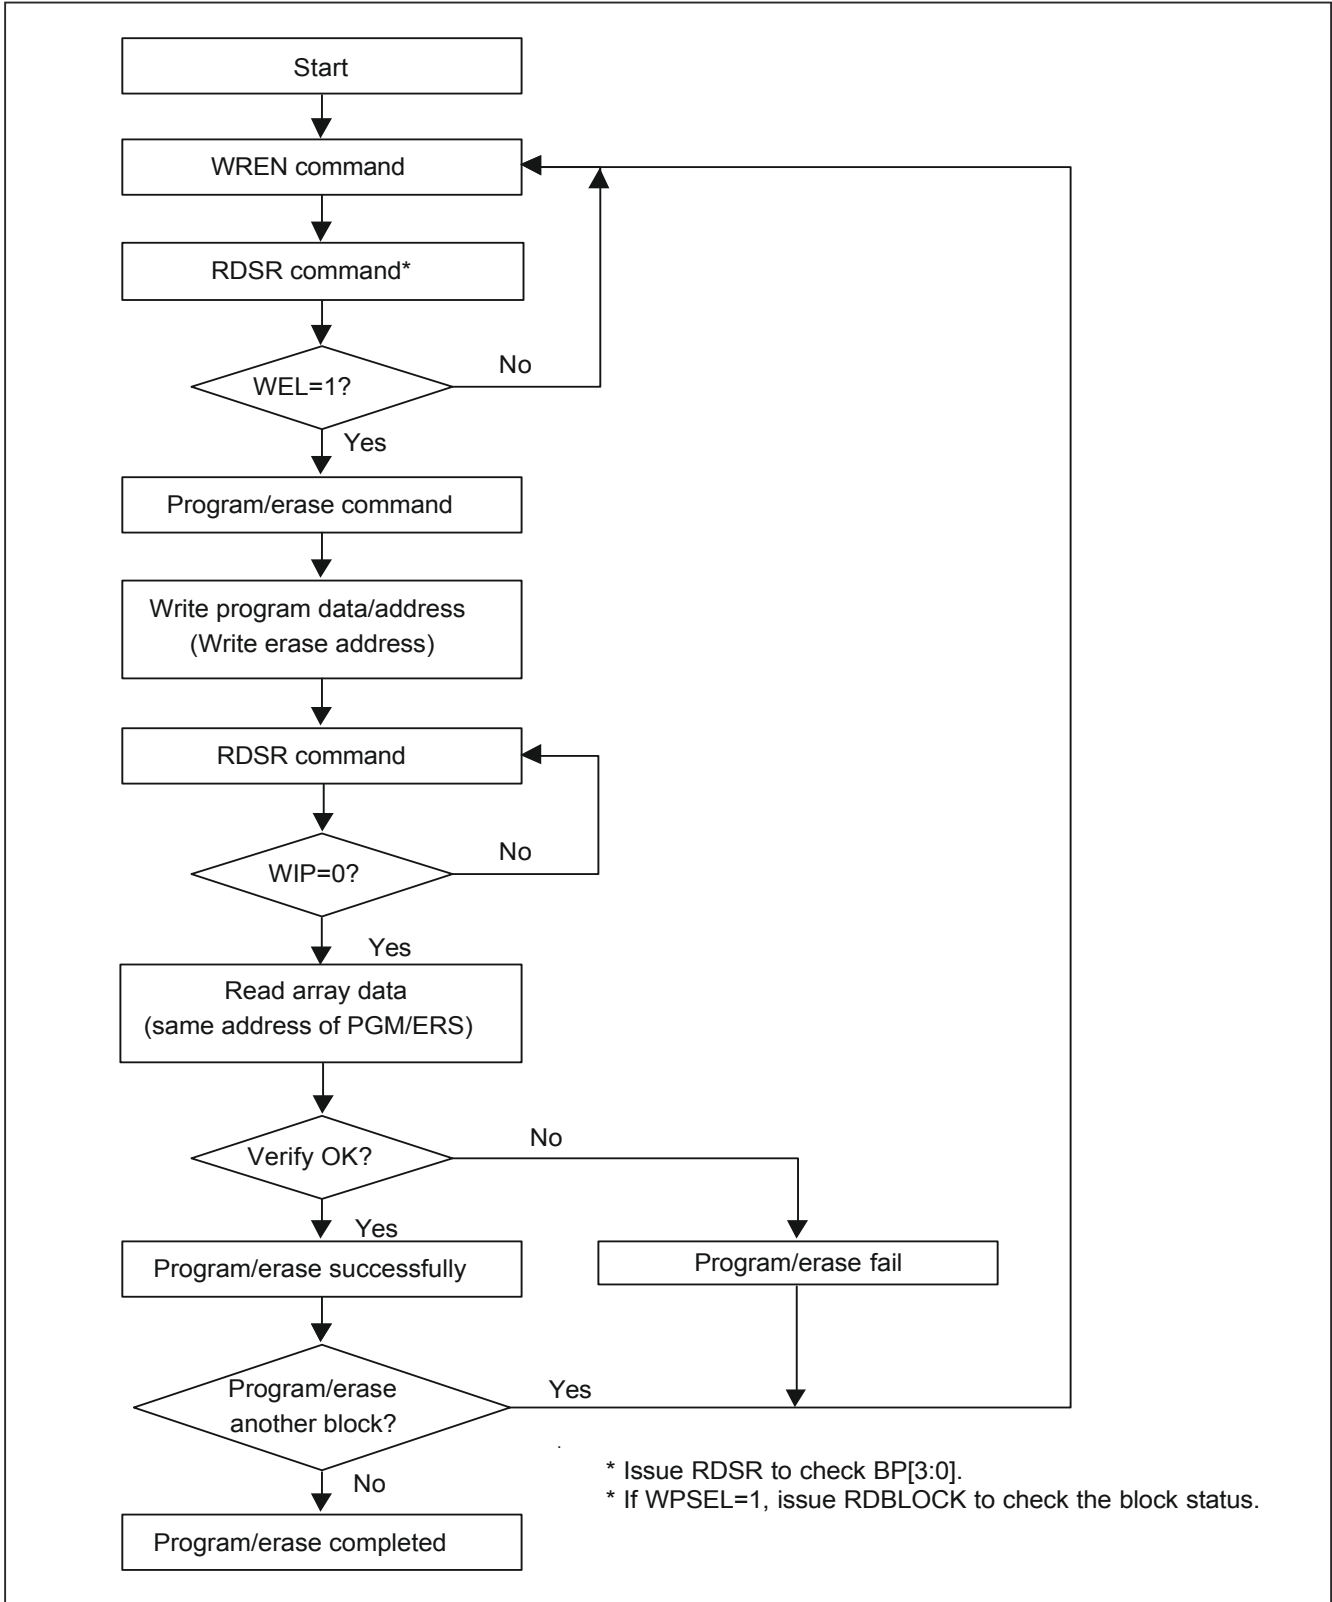 Start
WREN command
RDSR command*
WEL=1?
No
Yes
Program/erase command
Write program data/address
(Write erase address)
RDSR command
WIP=0?
No
Yes
Read array data
(same address of PGM/ERS)
Verify OK?
No
Yes
Program/erase successfully
Program/erase fail
Program/erase
another block?
Yes
No
* Issue RDSR to check BP[3:0].
* If WPSEL=1, issue RDBLOCK to check the block status.
Program/erase completed